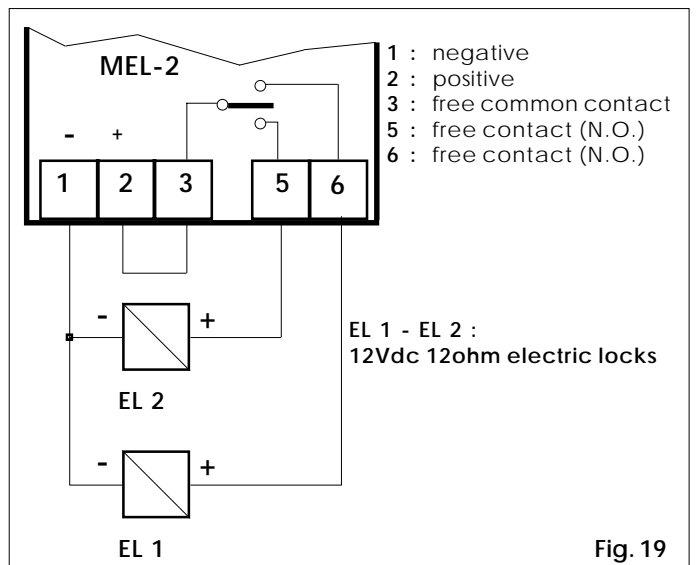 MEL-2
- +
1 2 3 5 6
1 : negative
2 : positive
3 : free common contact
5 : free contact (N.O.)
6 : free contact (N.O.)
- +
EL 2
EL 1 - EL 2 :
12Vdc 12ohm electric locks
- +
EL 1
Fig. 19